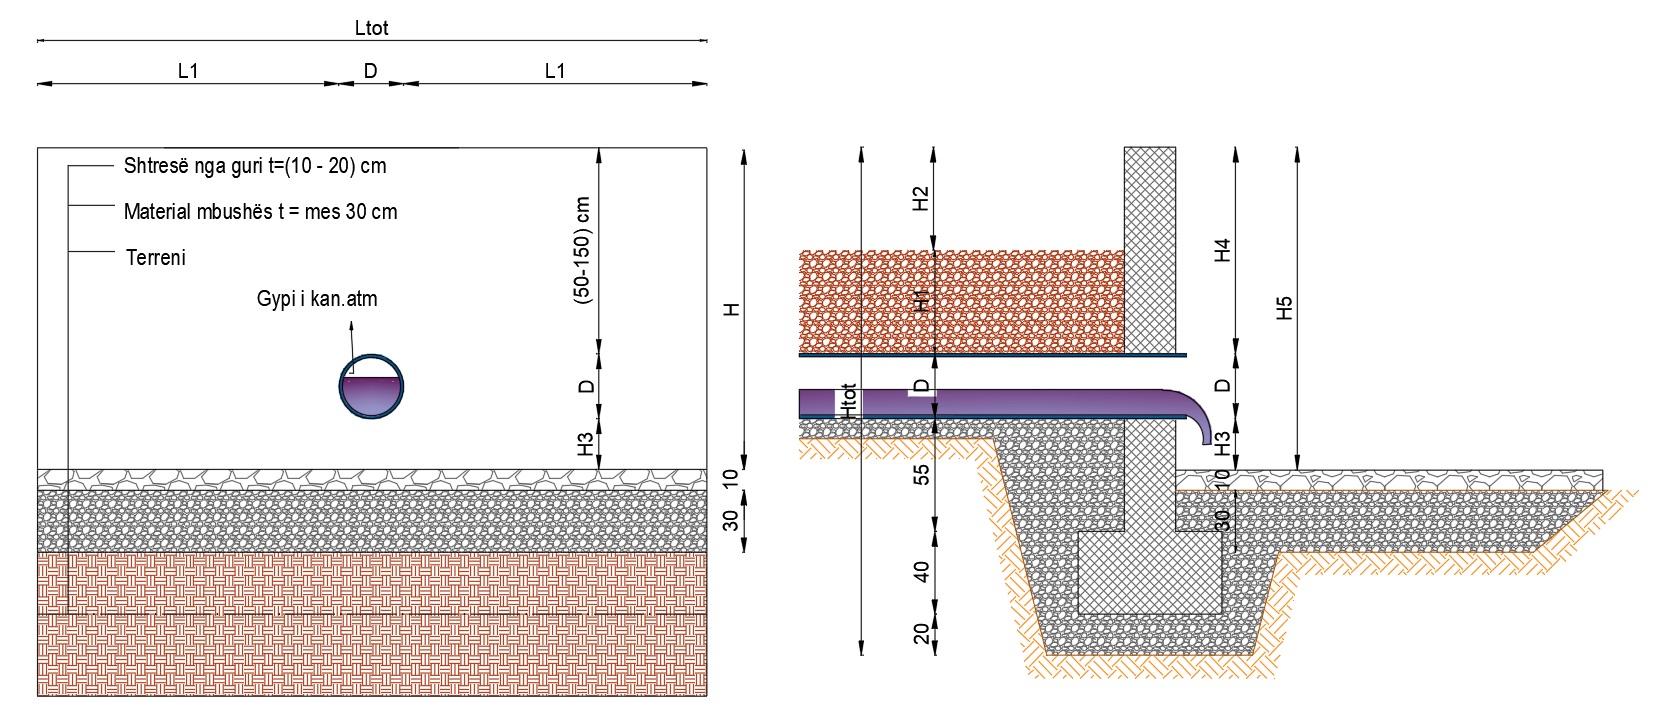 Ltot
L1
D
L1
Shtresë nga guri t=(10 - 20) cm
Material mbushës t = mes 30 cm
Terreni
Gypi i kan.atm
(50-150) cm
D
H3
H
10
30
Htot
H2
H1
D
55
40
20
H4
D
H3
10
30
H5